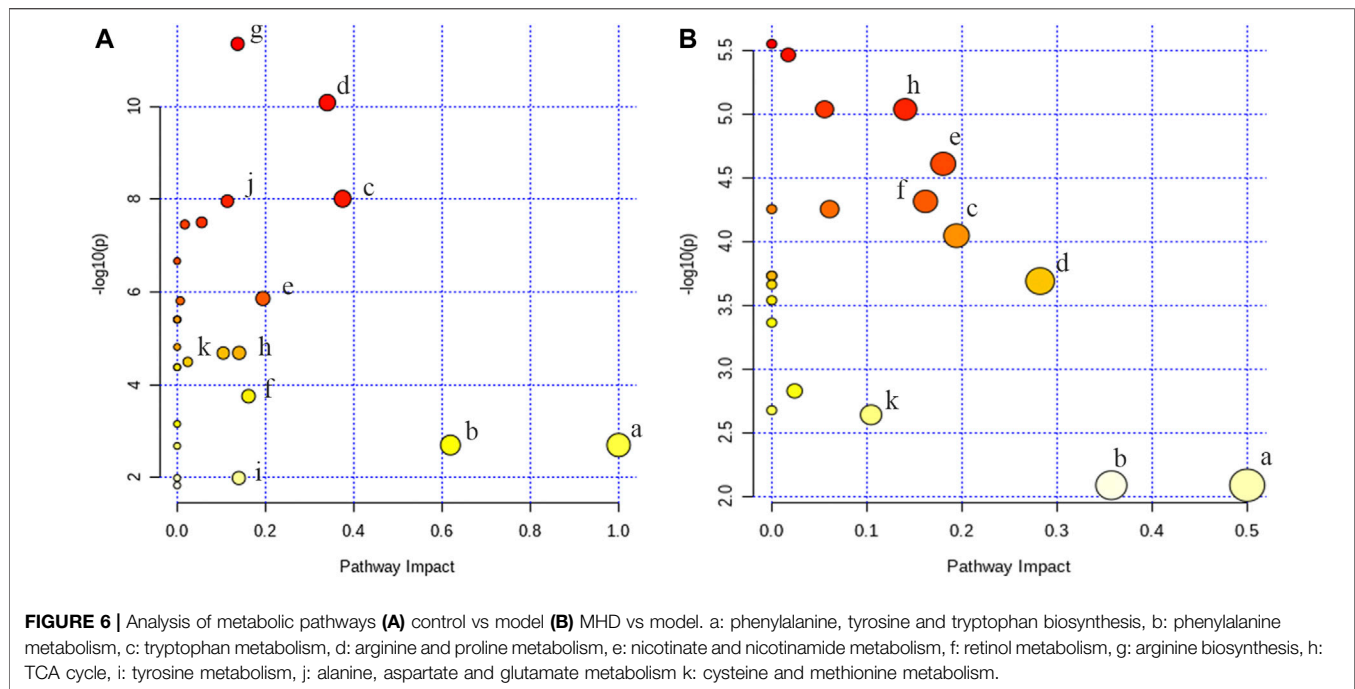 A
B
g
d
c
j
e
k
h
f
b
a
i
10
8
6
4
2
-log10(p)
0.0 0.2 0.4 0.6 0.8 1.0
Pathway Impact
h
e
f
c
d
k
b
a
5.5
5.0
4.5
4.0
3.5
3.0
2.5
2.0
-log10(p)
0.0 0.1 0.2 0.3 0.4 0.5
Pathway Impact
FIGURE 6 | Analysis of metabolic pathways (A) control vs model (B) MHD vs model. a: phenylalanine, tyrosine and tryptophan biosynthesis, b: phenylalanine
metabolism, c: tryptophan metabolism, d: arginine and proline metabolism, e: nicotinate and nicotinamide metabolism, f: retinol metabolism, g: arginine biosynthesis, h:
TCA cycle, i: tyrosine metabolism, j: alanine, aspartate and glutamate metabolism k: cysteine and methionine metabolism.